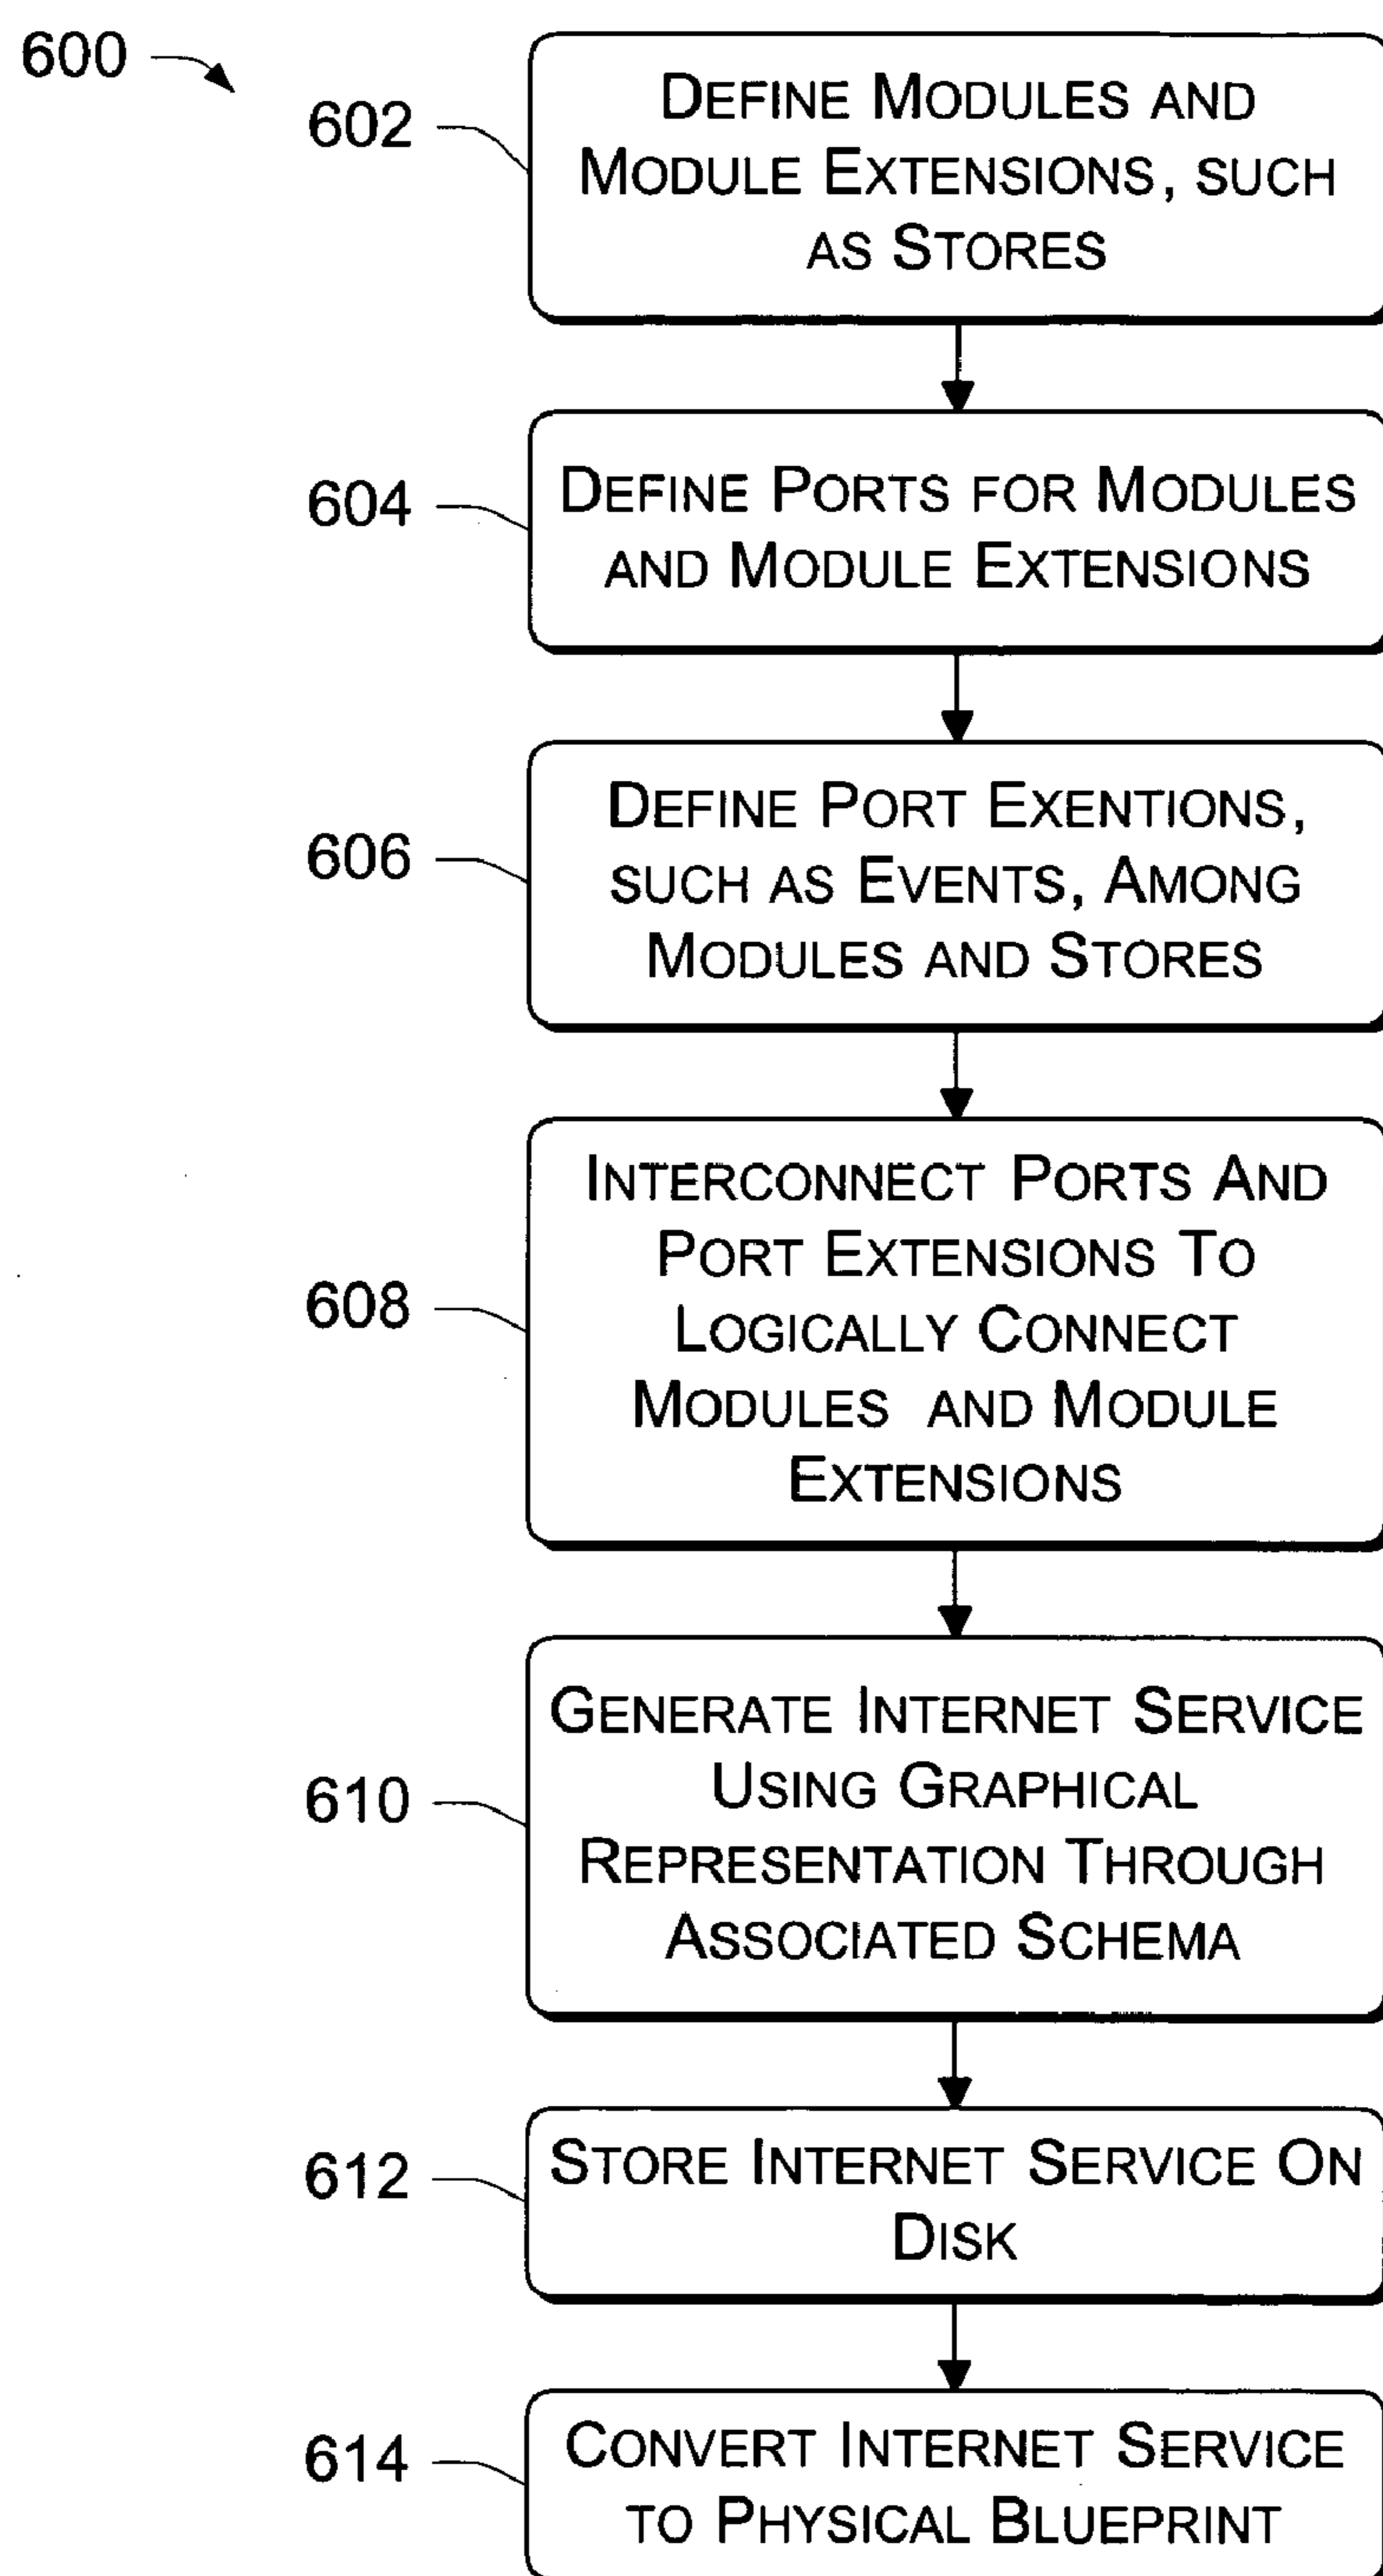 600
602
DEFINE MODULES AND
MODULE EXTENSIONS, SUCH
AS STORES
604
DEFINE PORTS FOR MODULES
AND MODULE EXTENSIONS
606
DEFINE PORT EXENTIONS,
SUCH AS EVENTS, AMONG
MODULES AND STORES
608
INTERCONNECT PORTS AND
PORT EXTENSIONS TO
LOGICALLY CONNECT
MODULES AND MODULE
EXTENSIONS
610
GENERATE INTERNET SERVICE
USING GRAPHICAL
REPRESENTATION THROUGH
ASSOCIATED SCHEMA
612
STORE INTERNET SERVICE ON
DISK
614
CONVERT INTERNET SERVICE
TO PHYSICAL BLUEPRINT